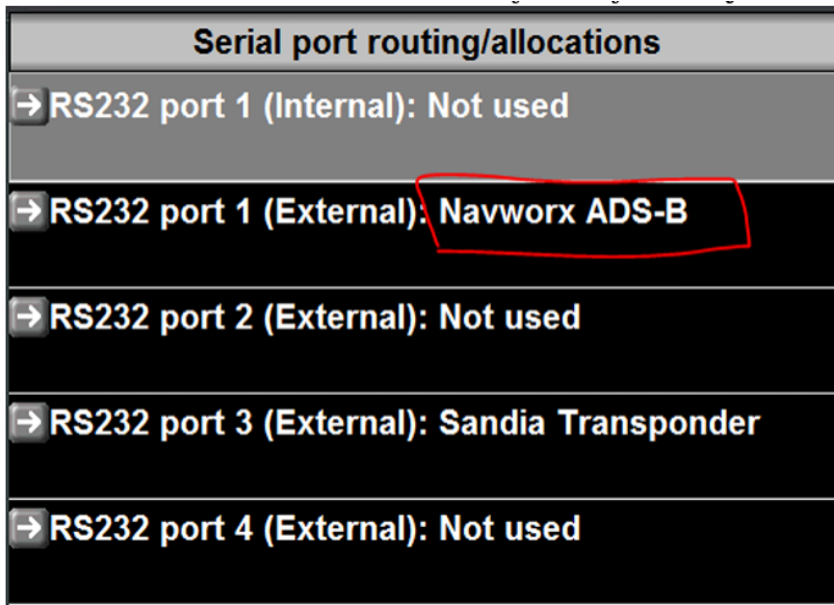 Serial port routing/allocations
RS232 port 1 (Internal): Not used
RS232 port 1 (External): Navworx ADS-B
RS232 port 2 (External): Not used
RS232 port 3 (External): Sandia Transponder
RS232 port 4 (External): Not used